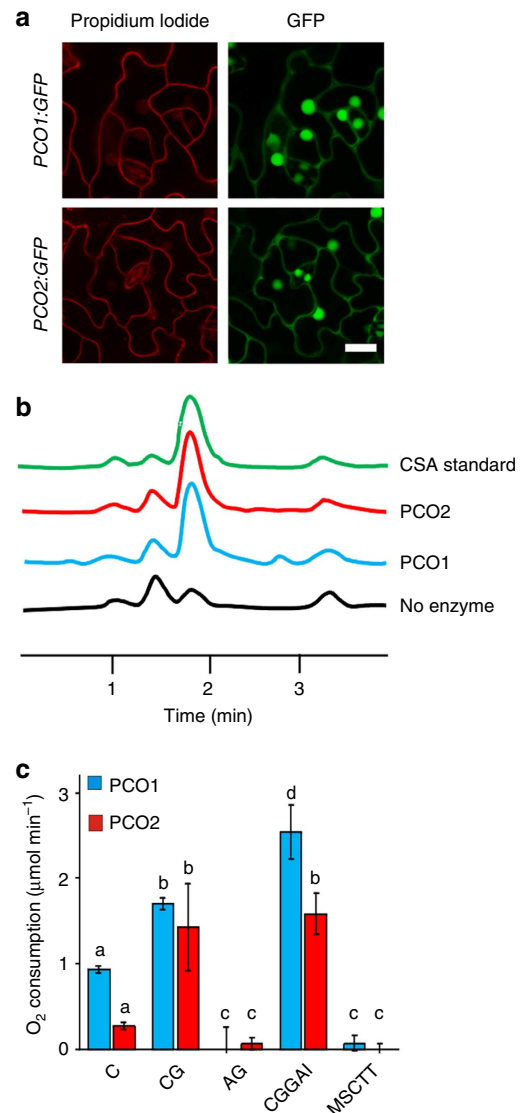 a
Propidium Iodide GFP
PCO1:GFP
PCO2:GFP
b
CSA standard
PCO2
PCO1
No enzyme
1 2 3
Time (min)
c
PCO1
PCO2
O₂ consumption (μmol min⁻¹)
3
2
1
0
a a b b c c d b c c
C CG AG CGGAI MSCTT